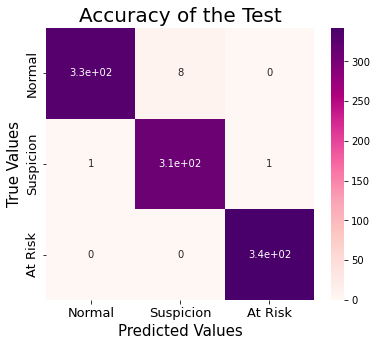 Accuracy of the Test
True Values
Normal
3.3e+02 8 0
Suspicion
1 3.1e+02 1
At Risk
0 0 3.4e+02
Normal Suspicion At Risk
Predicted Values
300
250
200
150
100
50
0